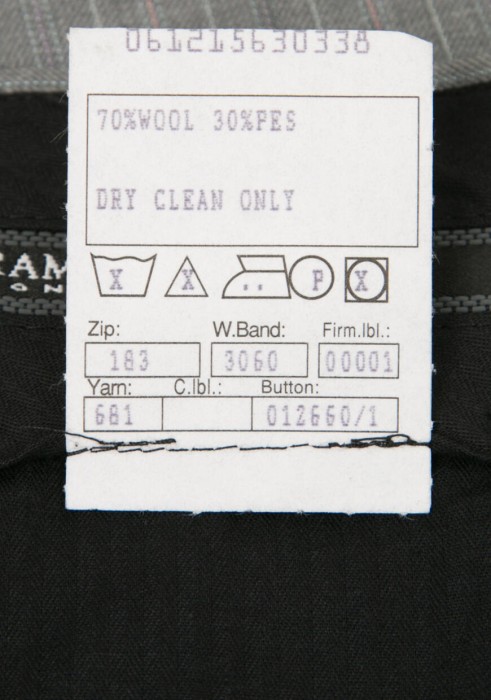 061215630338
70%WOOL 30%PES
DRY CLEAN ONLY
X X P X
Zip: W.Band: Firm.lbl.:
183 3060 00001
Yarn: C.lbl.: Button:
681 012660/1